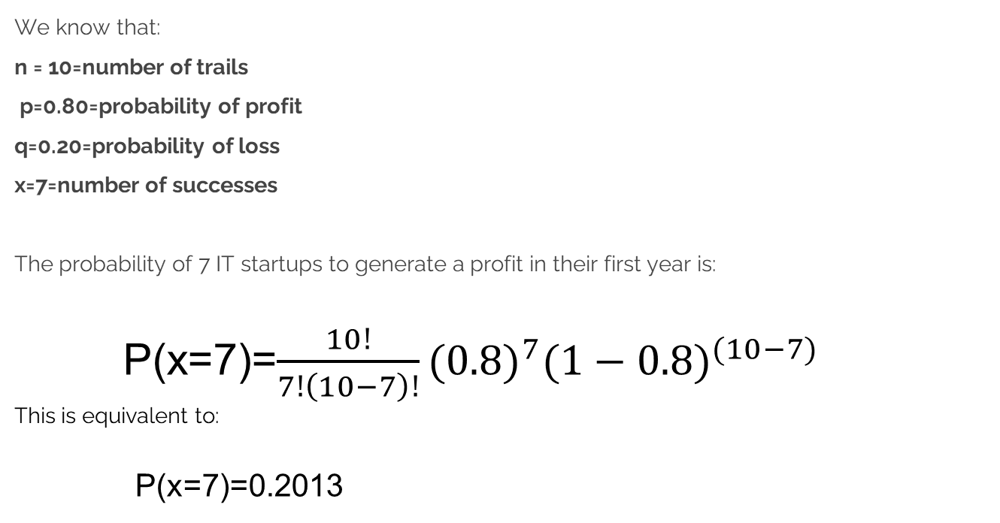 We know that:
n = 10=number of trails
p=0.80=probability of profit
q=0.20=probability of loss
x=7=number of successes
The probability of 7 IT startups to generate a profit in their first year is:
P(x=7)=\frac{10!}{7!(10−7)!}(0.8)^7(1 − 0.8)^{(10−7)}
This is equivalent to:
P(x=7)=0.2013